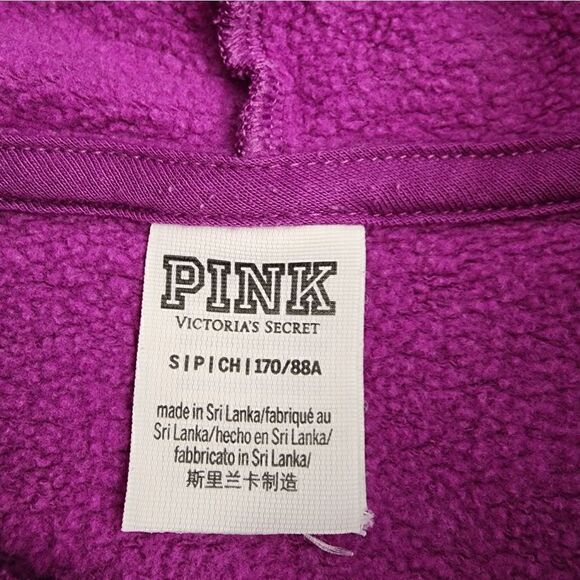 PINK
VICTORIA'S SECRET
S|P|CH|170/88A
made in Sri Lanka/fabriqué au
Sri Lanka/hecho en Sri Lanka/
fabbricato in Sri Lanka/
斯里兰卡制造